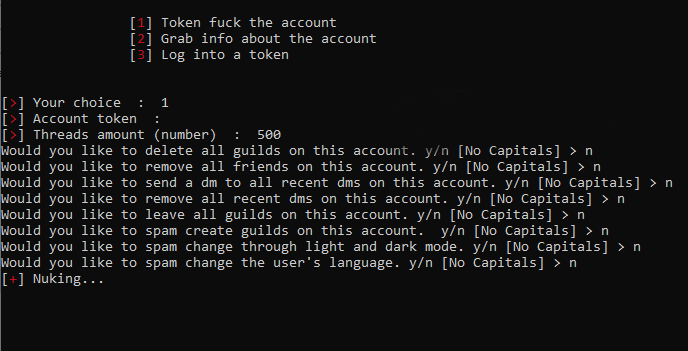 [1] Token fuck the account
[2] Grab info about the account
[3] Log into a token
[>] Your choice : 1
[>] Account token :
[>] Threads amount (number) : 500
Would you like to delete all guilds on this account. y/n [No Capitals] > n
Would you like to remove all friends on this account. y/n [No Capitals] > n
Would you like to send a dm to all recent dms on this account. y/n [No Capitals] > n
Would you like to remove all recent dms on this account. y/n [No Capitals] > n
Would you like to leave all guilds on this account. y/n [No Capitals] > n
Would you like to spam create guilds on this account. y/n [No Capitals] > n
Would you like to spam change through light and dark mode. y/n [No Capitals] > n
Would you like to spam change the user's language. y/n [No Capitals] > n
[+] Nuking...